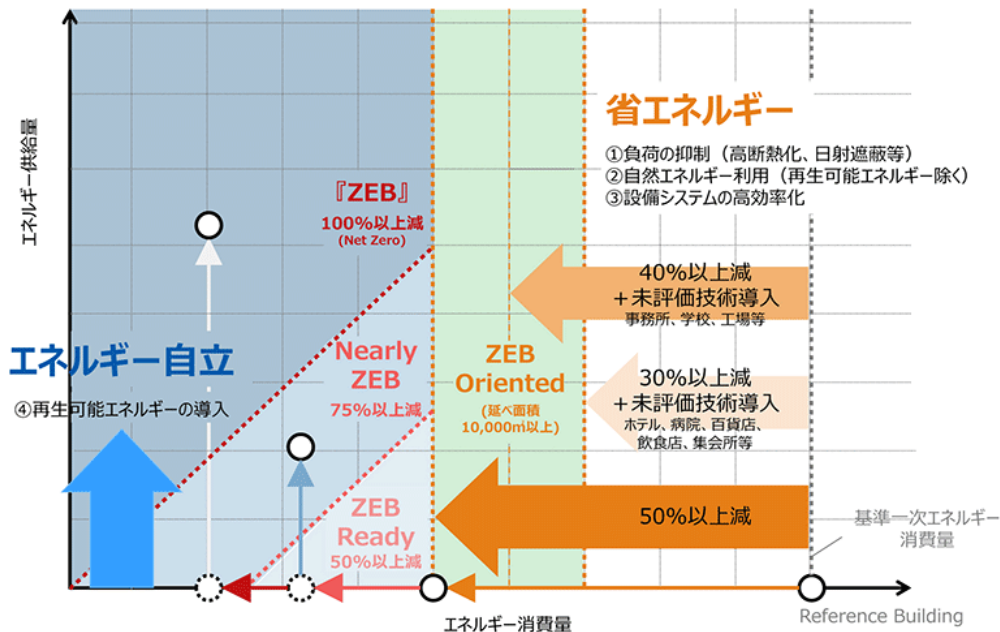 エネルギー供給量
『ZEB』
100%以上減
(Net Zero)
省エネルギー
①負荷の抑制（高断熱化、日射遮蔽等）
②自然エネルギー利用（再生可能エネルギー除く）
③設備システムの高効率化
40%以上減
＋未評価技術導入
事務所、学校、工場等
エネルギー自立
④再生可能エネルギーの導入
Nearly
ZEB
75%以上減
ZEB
Oriented
(延べ面積
10,000㎡以上)
30%以上減
＋未評価技術導入
ホテル、病院、百貨店、
飲食店、集会所等
ZEB
Ready
50%以上減
50%以上減
基準一次エネルギー
消費量
エネルギー消費量
Reference Building